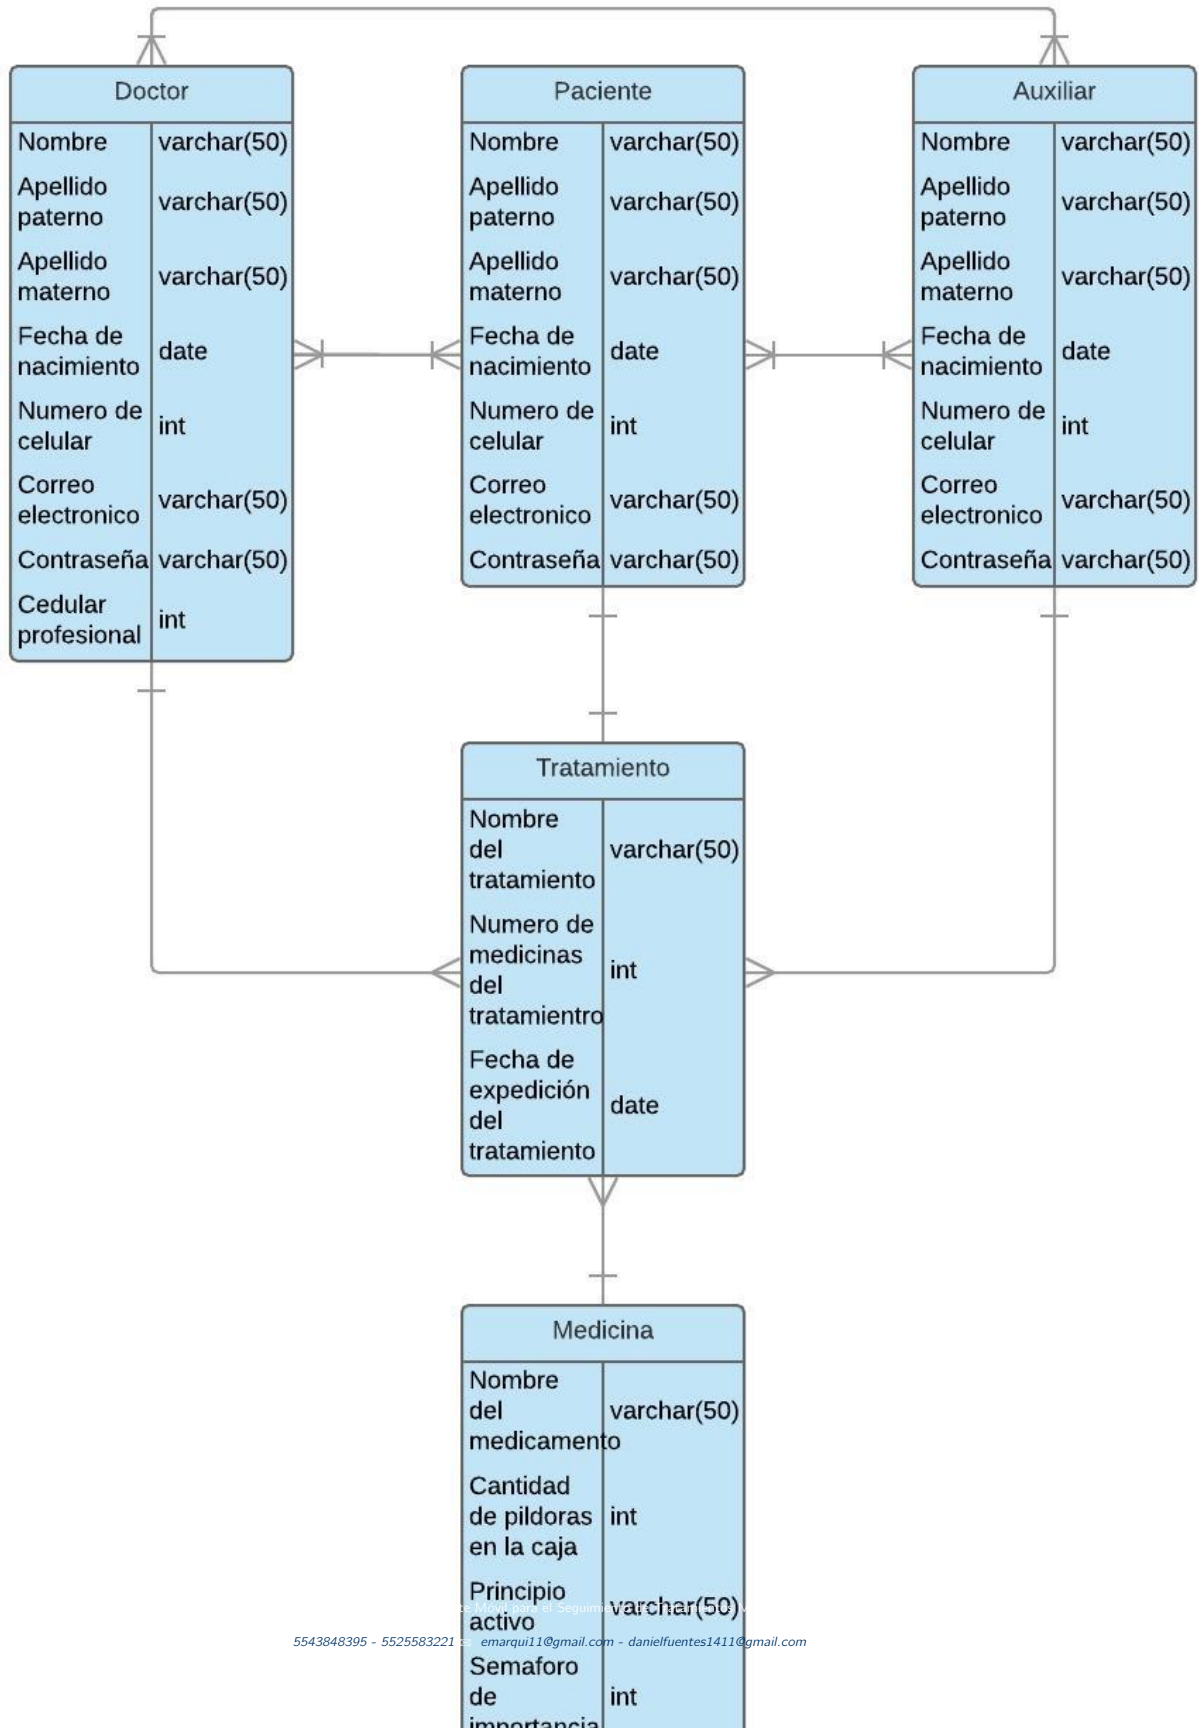 Doctor
Nombre varchar(50)
Apellido
paterno varchar(50)
Apellido
materno varchar(50)
Fecha de
nacimiento date
Numero de
celular int
Correo
electronico varchar(50)
Contraseña varchar(50)
Cedular
profesional int
Paciente
Nombre varchar(50)
Apellido
paterno varchar(50)
Apellido
materno varchar(50)
Fecha de
nacimiento date
Numero de
celular int
Correo
electronico varchar(50)
Contraseña varchar(50)
Auxiliar
Nombre varchar(50)
Apellido
paterno varchar(50)
Apellido
materno varchar(50)
Fecha de
nacimiento date
Numero de
celular int
Correo
electronico varchar(50)
Contraseña varchar(50)
Tratamiento
Nombre
del varchar(50)
tratamiento
Numero de
medicinas
del int
tratamientro
Fecha de
expedición
del date
tratamiento
Medicina
Nombre
del varchar(50)
medicamento
Cantidad
de pildoras int
en la caja
Principio
activo varchar(50)
Móvil para el Seguimiento de
5543848395 - 5525583221 emarqui11@gmail.com - danielfuentes1411@gmail.com
Semaforo
de int
importancia